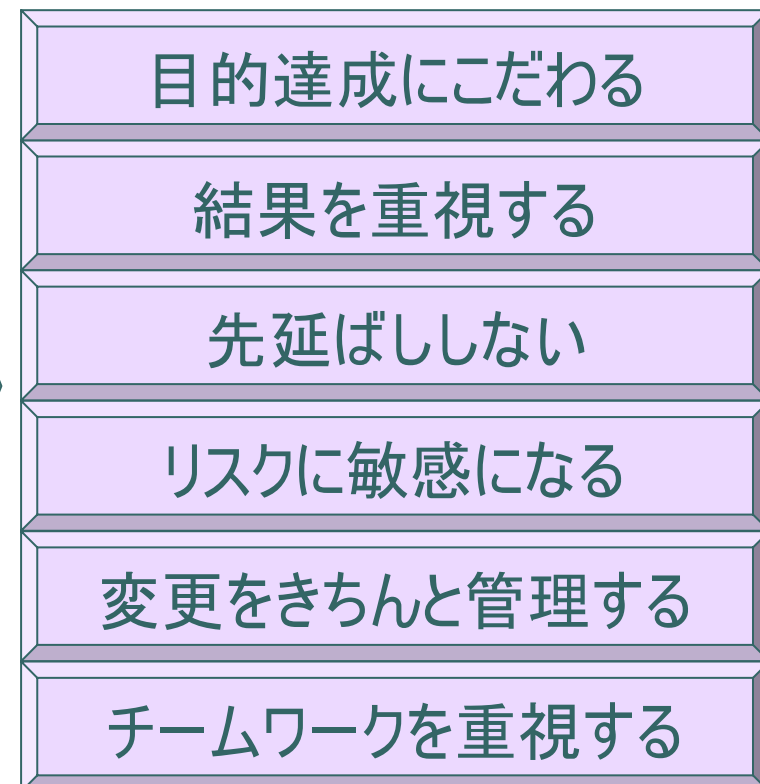 目的達成にこだわる
結果を重視する
先延ばししない
リスクに敏感になる
変更をきちんと管理する
チームワークを重視する